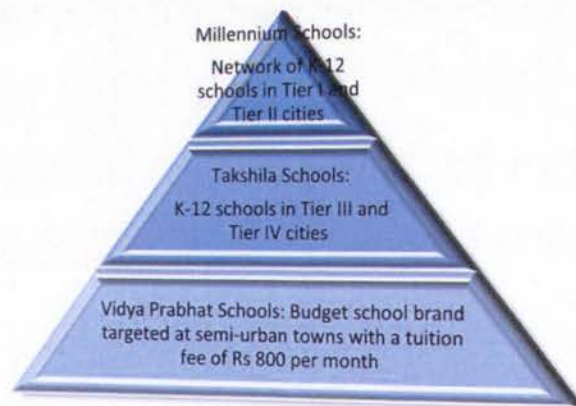 Millennium Schools:
Network of K-12
schools in Tier I and
Tier II cities
Takshila Schools:
K-12 schools in Tier III and
Tier IV cities
Vidya Prabhat Schools: Budget school brand
targeted at semi-urban towns with a tuition
fee of Rs 800 per month